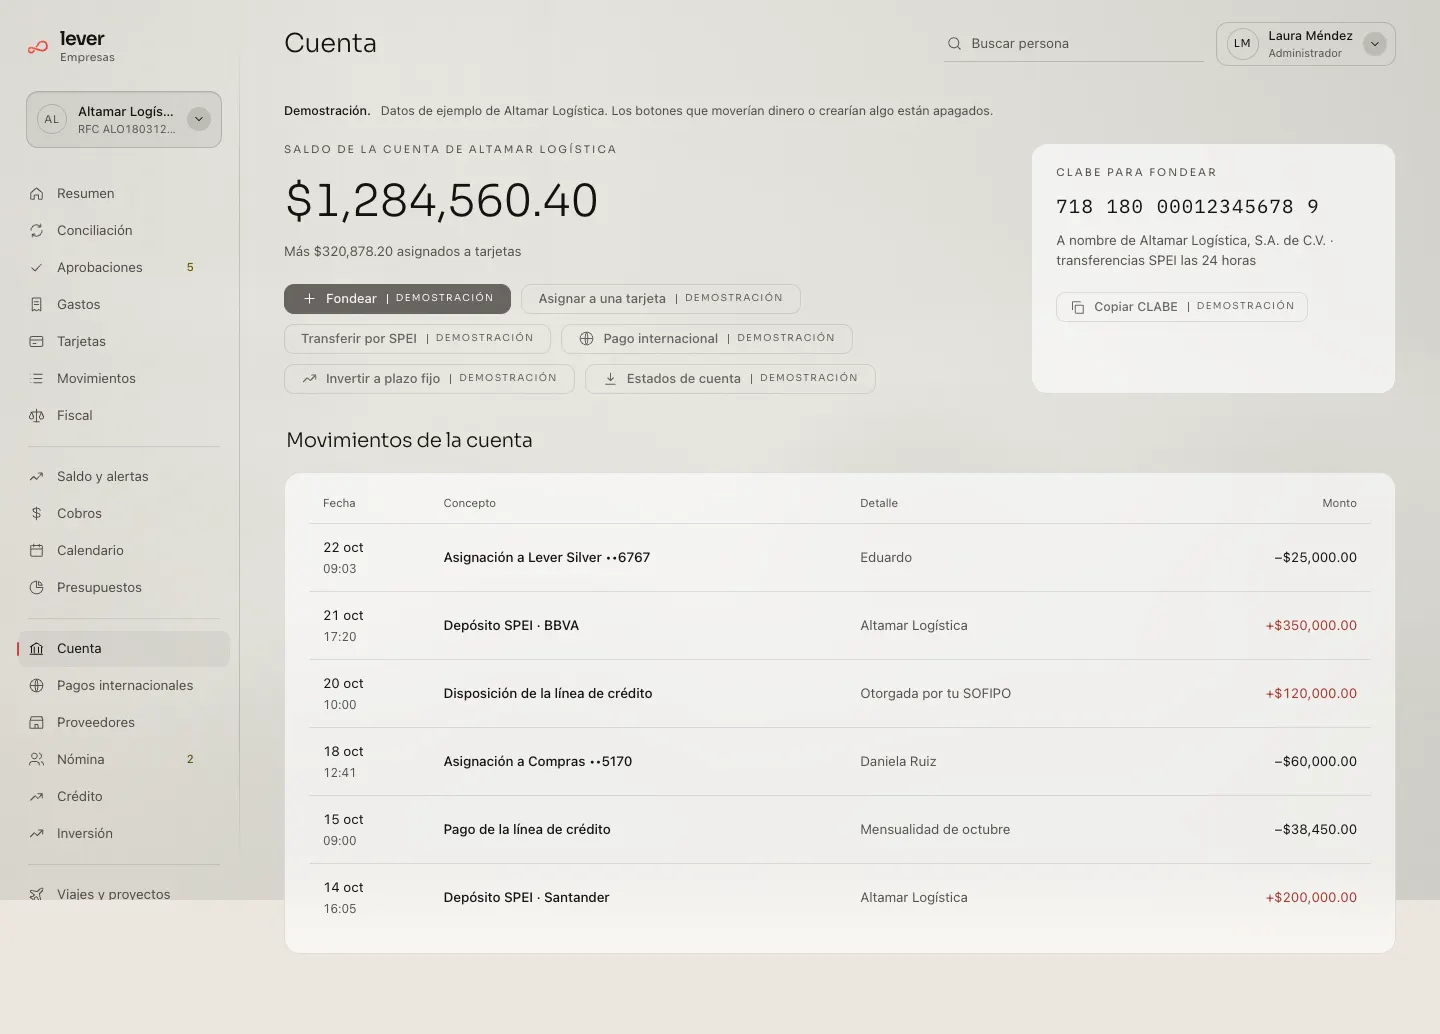 lever
Empresas
AL
Altamar Logís...
RFC ALO180312...
Resumen
Conciliación
Aprobaciones 5
Gastos
Tarjetas
Movimientos
Fiscal
Saldo y alertas
Cobros
Calendario
Presupuestos
Cuenta
Pagos internacionales
Proveedores
Nómina 2
Crédito
Inversión
Viajes y proyectos
Cuenta
Buscar persona
LM
Laura Méndez
Administrador
Demostración. Datos de ejemplo de Altamar Logística. Los botones que moverían dinero o crearían algo están apagados.
SALDO DE LA CUENTA DE ALTAMAR LOGÍSTICA
$1,284,560.40
Más $320,878.20 asignados a tarjetas
Fondear | DEMOSTRACIÓN
Asignar a una tarjeta | DEMOSTRACIÓN
Transferir por SPEI | DEMOSTRACIÓN
Pago internacional | DEMOSTRACIÓN
Invertir a plazo fijo | DEMOSTRACIÓN
Estados de cuenta | DEMOSTRACIÓN
CLABE PARA FONDEAR
718 180 00012345678 9
A nombre de Altamar Logística, S.A. de C.V. ·
transferencias SPEI las 24 horas
Copiar CLABE | DEMOSTRACIÓN
Movimientos de la cuenta
Fecha Concepto Detalle Monto
22 oct
09:03
Asignación a Lever Silver ••6767 Eduardo −$25,000.00
21 oct
17:20
Depósito SPEI · BBVA Altamar Logística +$350,000.00
20 oct
10:00
Disposición de la línea de crédito Otorgada por tu SOFIPO +$120,000.00
18 oct
12:41
Asignación a Compras ••5170 Daniela Ruiz −$60,000.00
15 oct
09:00
Pago de la línea de crédito Mensualidad de octubre −$38,450.00
14 oct
16:05
Depósito SPEI · Santander Altamar Logística +$200,000.00